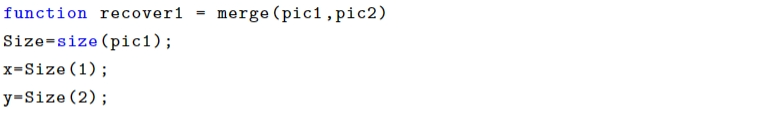 function recover1 = merge(pic1,pic2)
Size=size(pic1);
x=Size(1);
y=Size(2);